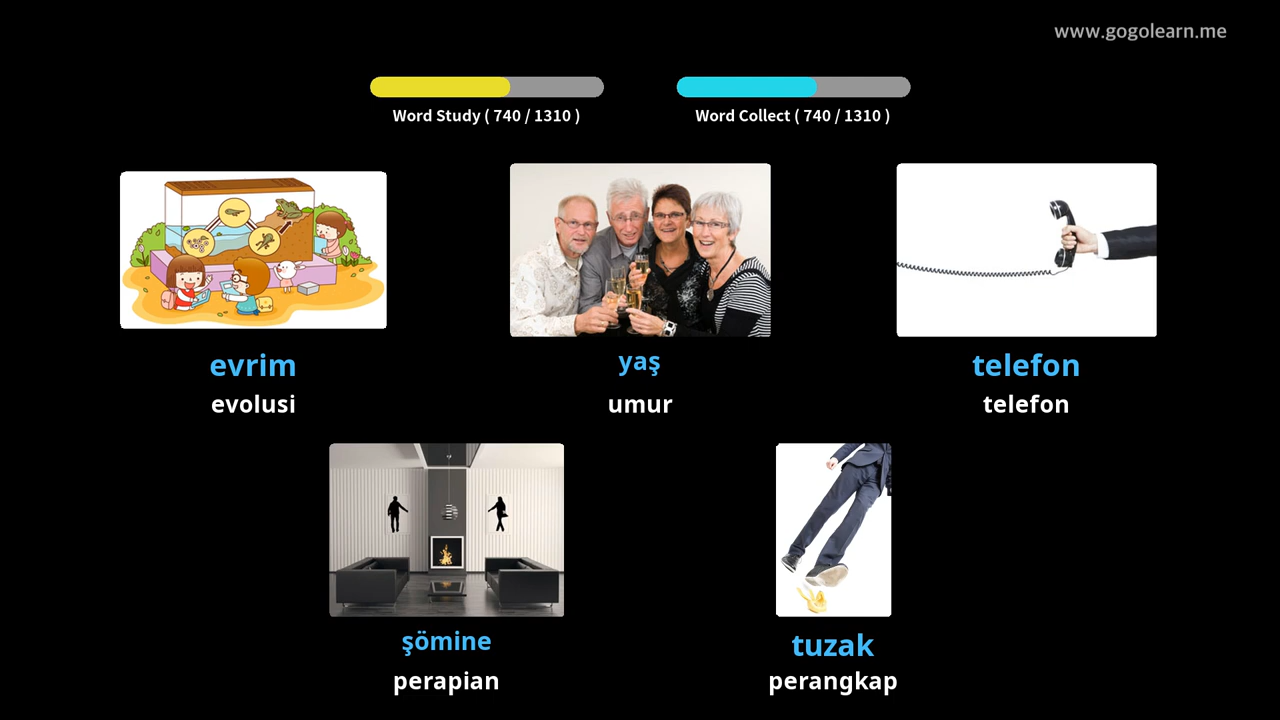 www.gogolearn.me
Word Study ( 740 / 1310 )
Word Collect ( 740 / 1310 )
evrim
evolusi
yaş
umur
telefon
telefon
şömine
perapian
tuzak
perangkap